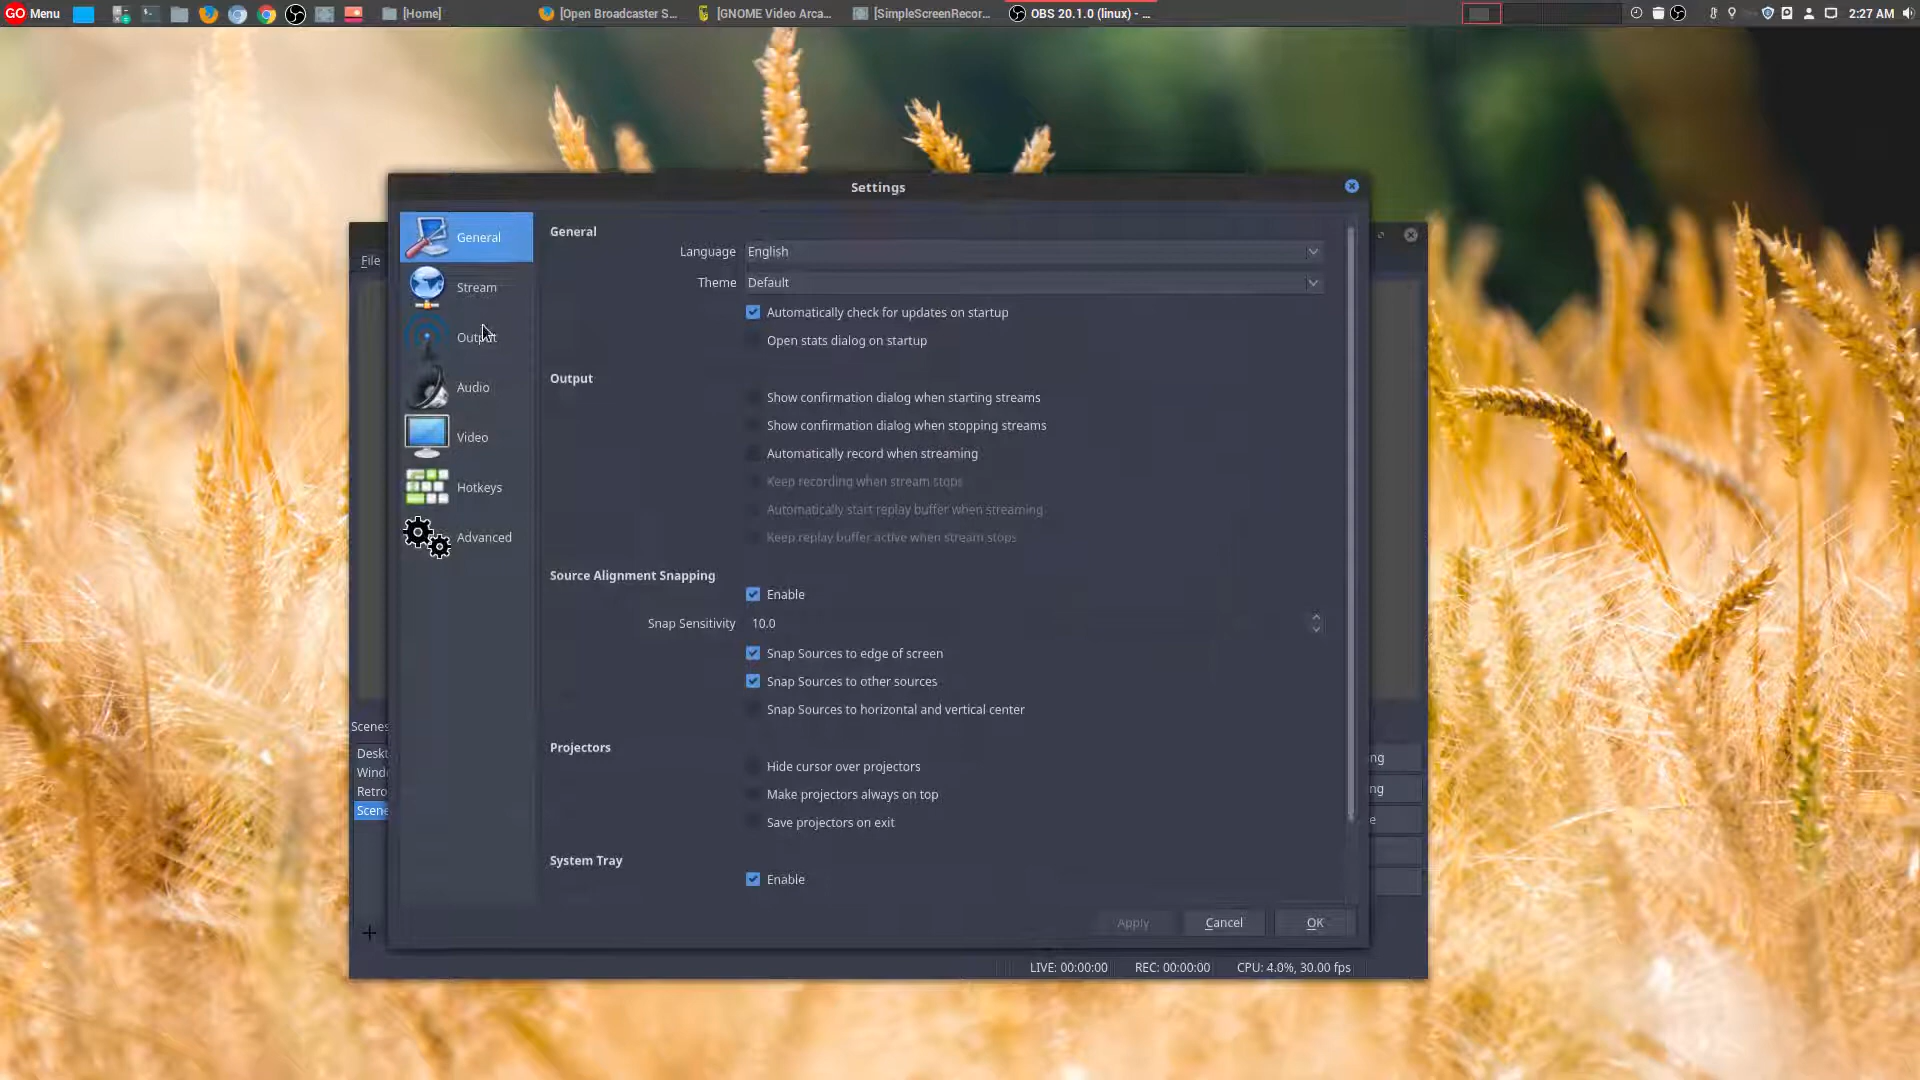 GO Menu
[Home]
[Open Broadcaster S...
[GNOME Video Arca...
[SimpleScreenRecor...
OBS 20.1.0 (linux) - ...
2:27 AM
Settings
File
General
Stream
Output
Audio
Video
Hotkeys
Advanced
General
Language English
Theme Default
Automatically check for updates on startup
Open stats dialog on startup
Output
Show confirmation dialog when starting streams
Show confirmation dialog when stopping streams
Automatically record when streaming
Keep recording when stream stops
Automatically start replay buffer when streaming
Keep replay buffer active when stream stops
Source Alignment Snapping
Enable
Snap Sensitivity 10.0
Snap Sources to edge of screen
Snap Sources to other sources
Snap Sources to horizontal and vertical center
Projectors
Hide cursor over projectors
Make projectors always on top
Save projectors on exit
System Tray
Enable
Apply
Cancel
OK
Scenes
Deskt
Wind
Retro
Scene
ng
ng
e
LIVE: 00:00:00
REC: 00:00:00
CPU: 4.0%, 30.00 fps